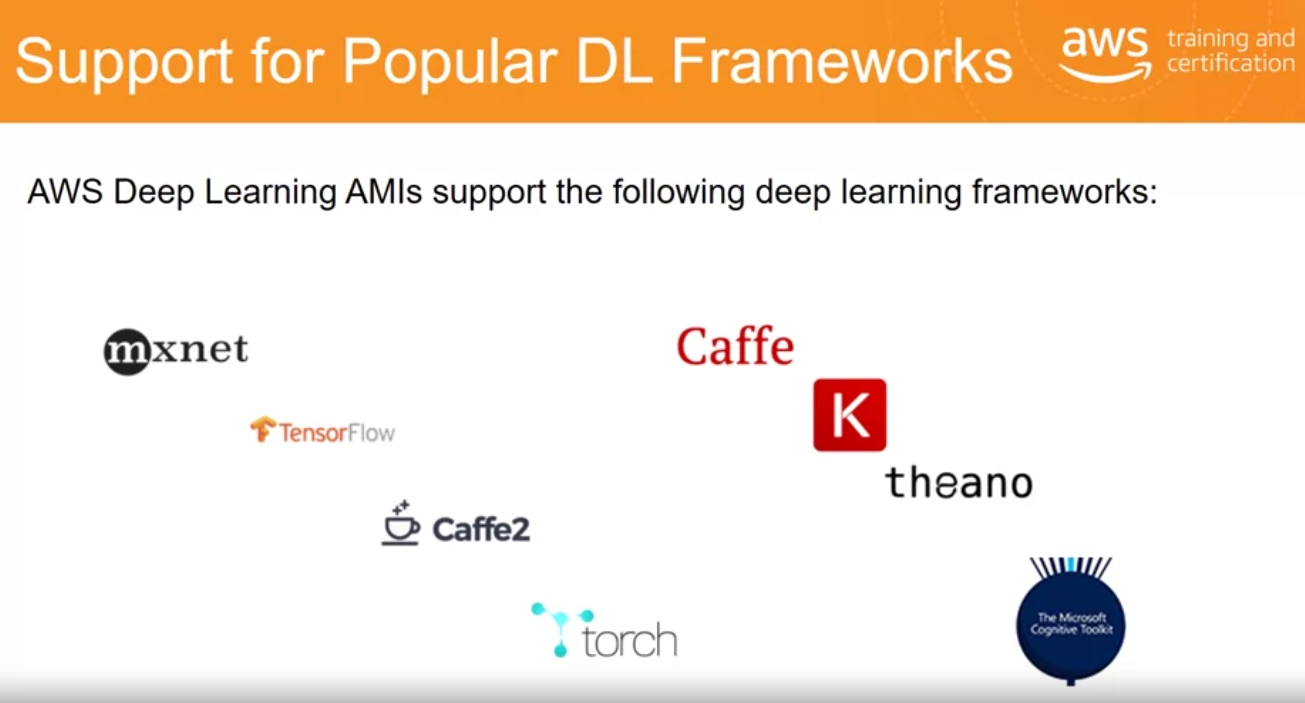 Support for Popular DL Frameworks
aws training and
certification
AWS Deep Learning AMIs support the following deep learning frameworks:
mxnet
Caffe
K
TensorFlow
theano
Caffe2
The Microsoft
Cognitive Toolkit
torch